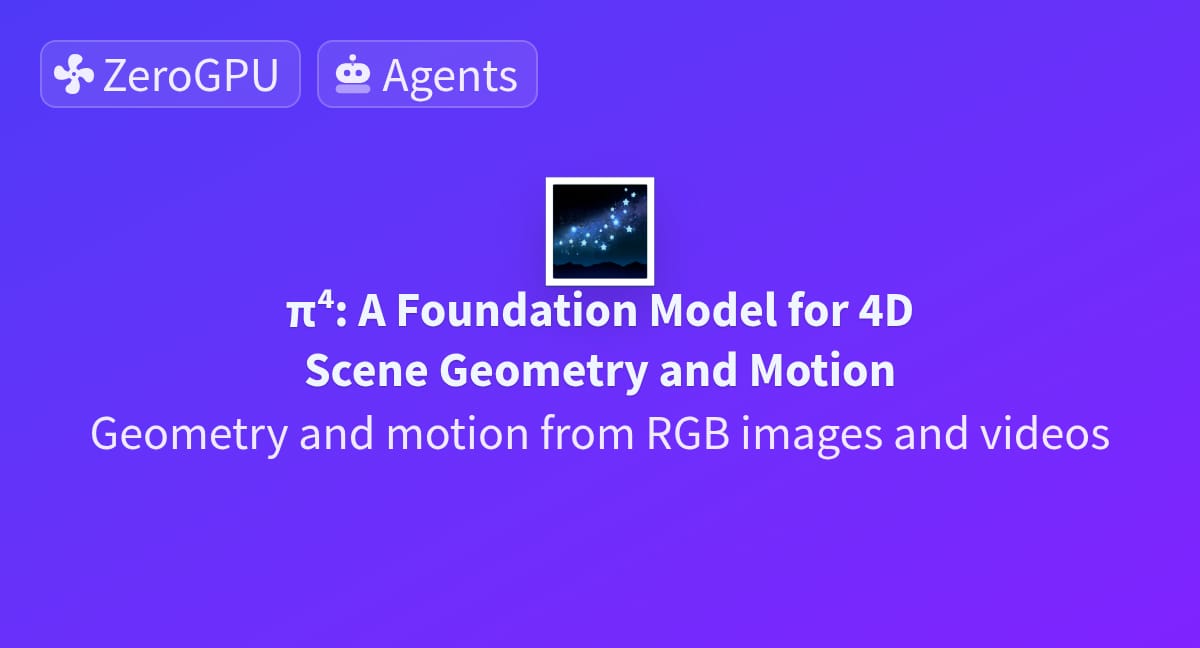 ZeroGPU
Agents
π⁴: A Foundation Model for 4D
Scene Geometry and Motion
Geometry and motion from RGB images and videos